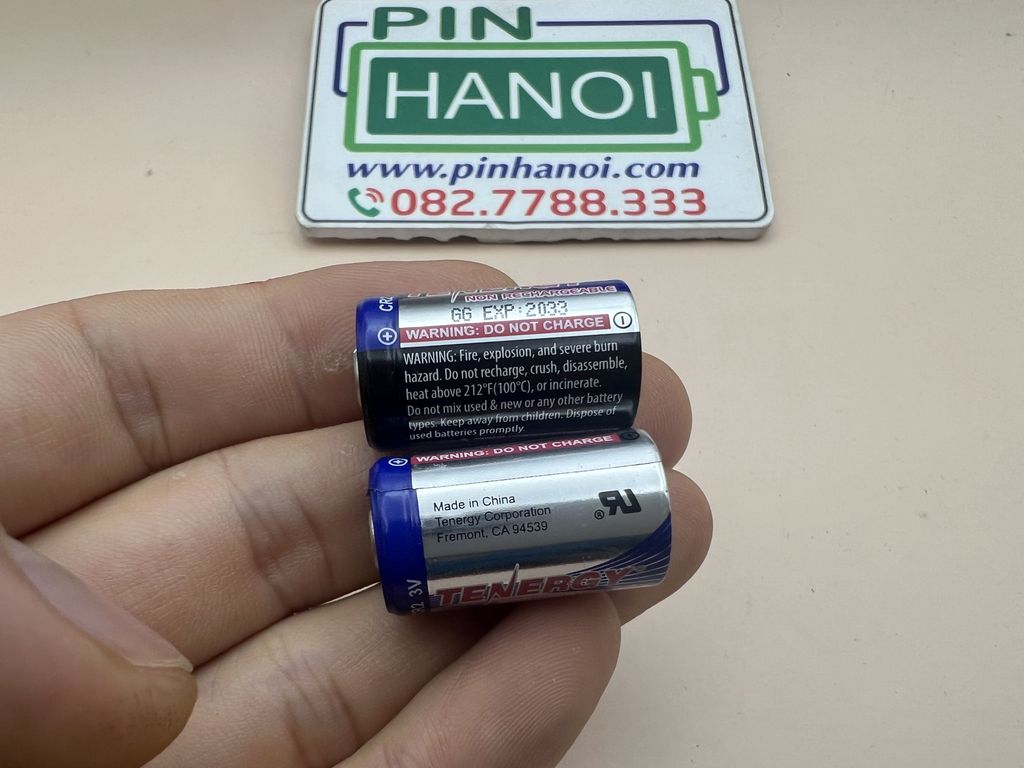 PIN
HANOI
www.pinhanoi.com
082.7788.333
TENERGY
NON RECHARGEABLE
GG EXP:2033
WARNING: DO NOT CHARGE
WARNING: Fire, explosion, and severe burn
hazard. Do not recharge, crush, disassemble,
heat above 212°F(100°C), or incinerate.
Do not mix used & new or any other battery
types. Keep away from children. Dispose of
used batteries promptly.
WARNING: DO NOT CHARGE
Made in China
Tenergy Corporation
Fremont, CA 94539
3V
TENERGY